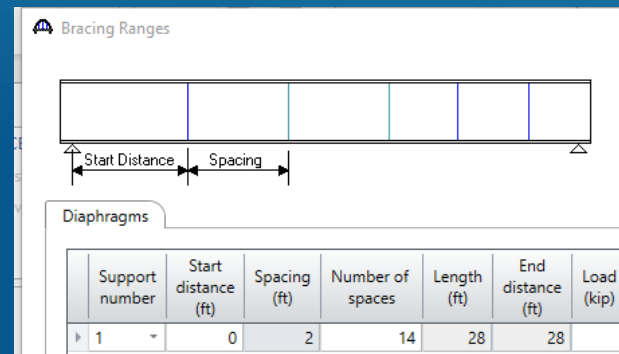 Bracing Ranges
Start Distance Spacing
Diaphragms
Support number Start distance (ft) Spacing (ft) Number of spaces Length (ft) End distance (ft) Load (kip)
1 0 2 14 28 28